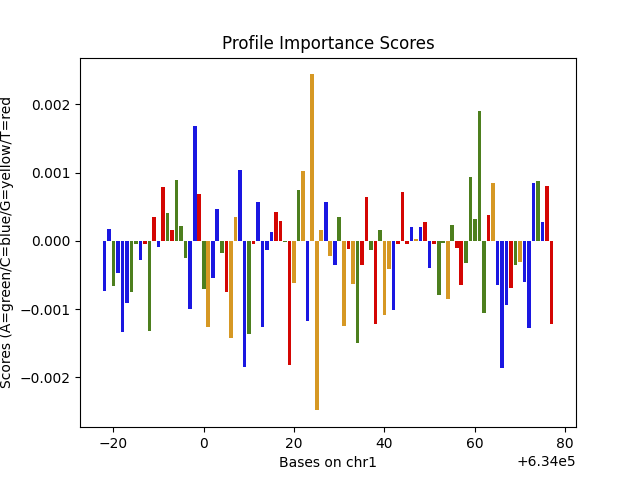 Profile Importance Scores
Scores (A=green/C=blue/G=yellow/T=red
0.002
0.001
0.000
−0.001
−0.002
−20
0
20
40
60
80
Bases on chr1
+6.34e5